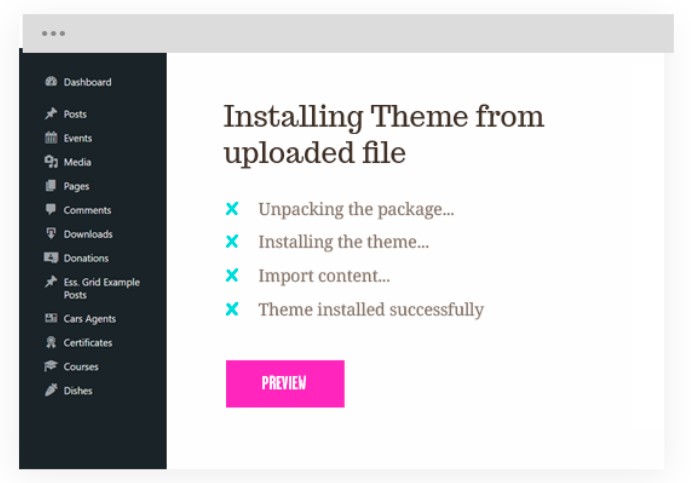 Dashboard
Posts
Events
Media
Pages
Comments
Downloads
Donations
Ess. Grid Example
Posts
Cars Agents
Certificates
Courses
Dishes
Installing Theme from
uploaded file
Unpacking the package...
Installing the theme...
Import content...
Theme installed successfully
PREVIEW